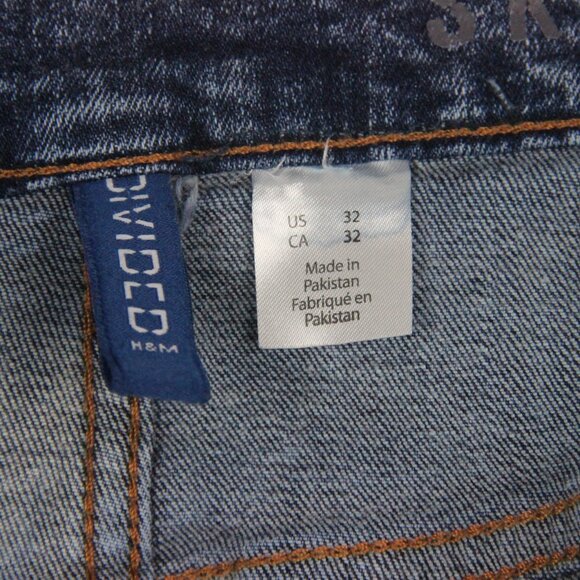 DIVIDED
H&M
US 32
CA 32
Made in
Pakistan
Fabriqué en
Pakistan